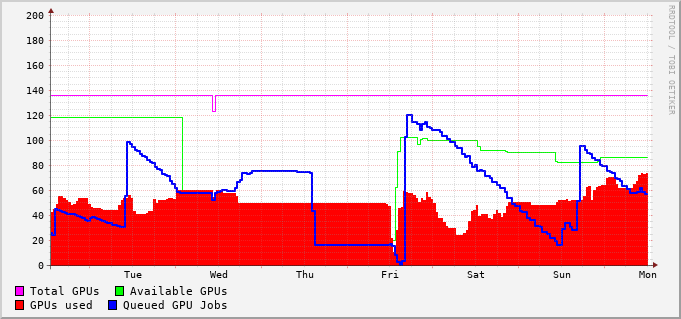 200
180
160
140
120
100
80
60
40
20
0
Tue Wed Thu Fri Sat Sun Mon
Total GPUs Available GPUs
GPUs used Queued GPU Jobs
RRDTOOL / TOBI OETIKER